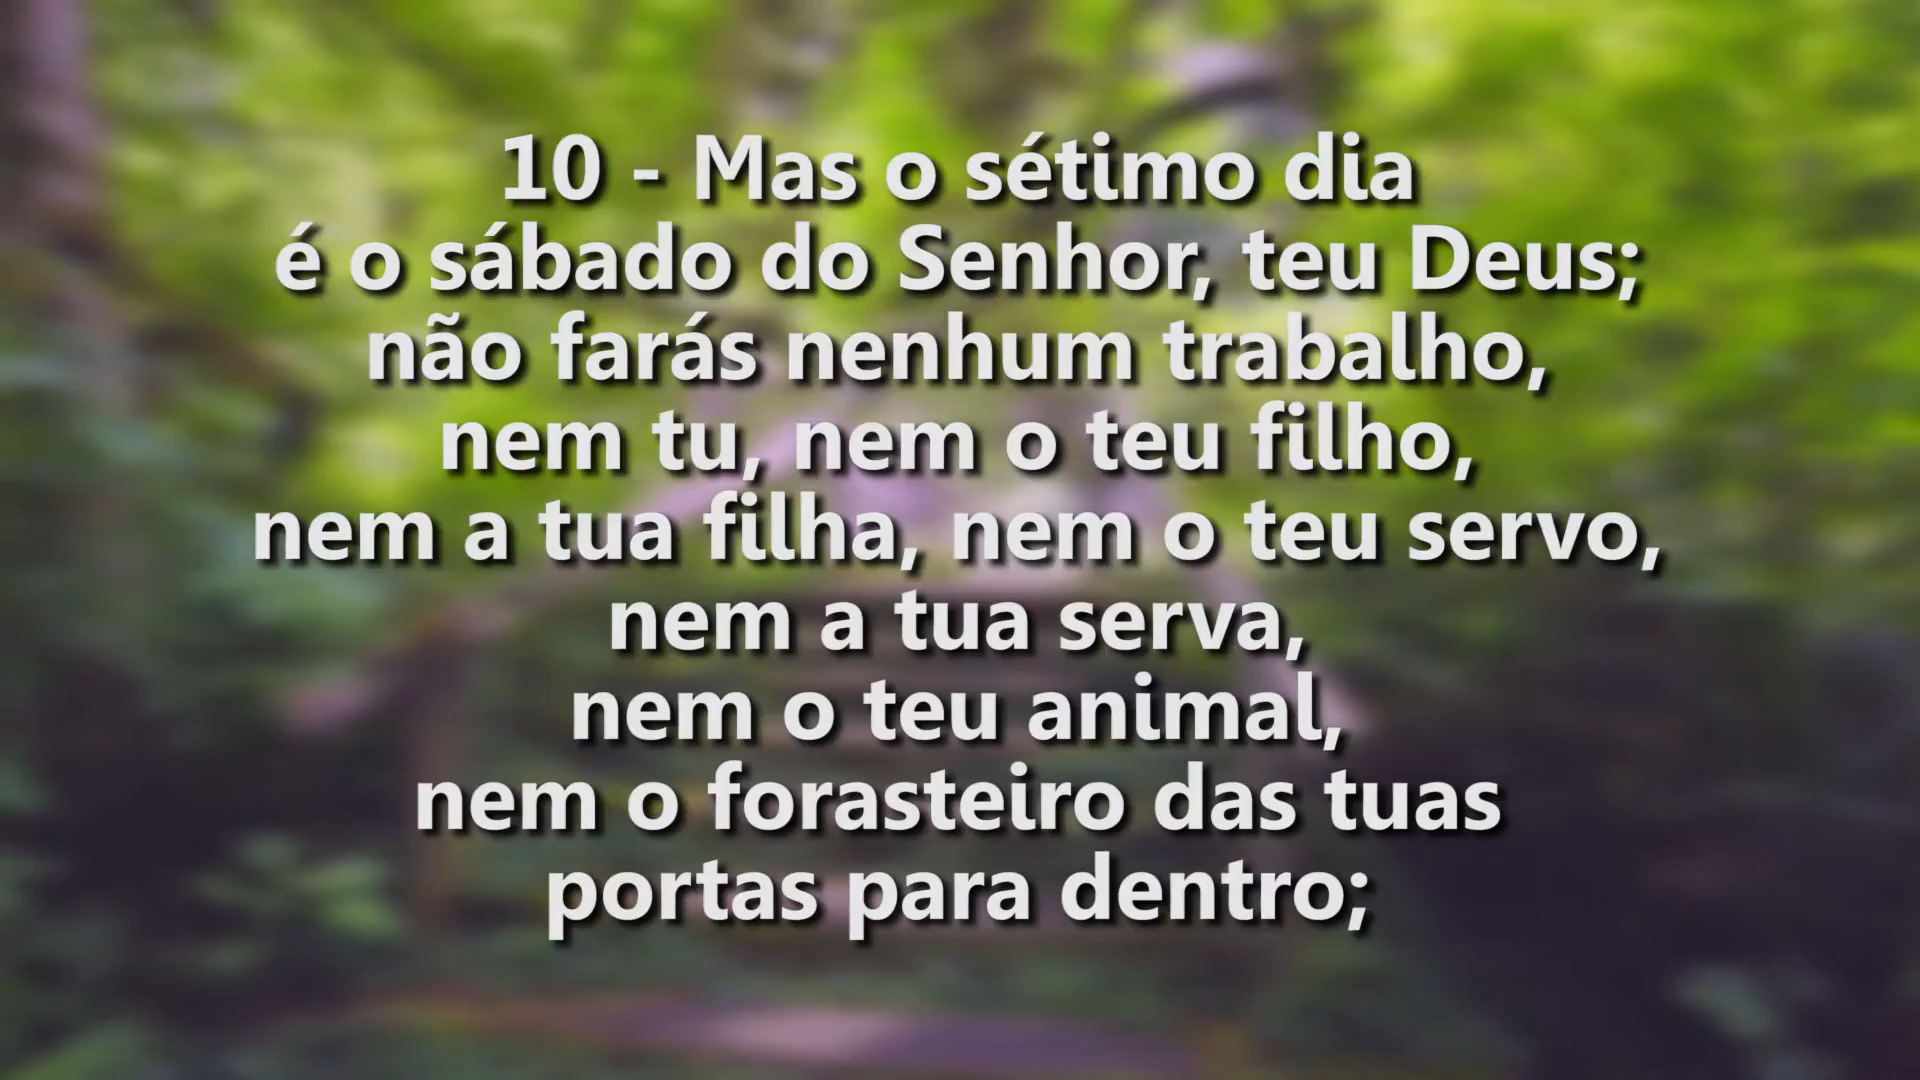 10 - Mas o sétimo dia
é o sábado do Senhor, teu Deus;
não farás nenhum trabalho,
nem tu, nem o teu filho,
nem a tua filha, nem o teu servo,
nem a tua serva,
nem o teu animal,
nem o forasteiro das tuas
portas para dentro;